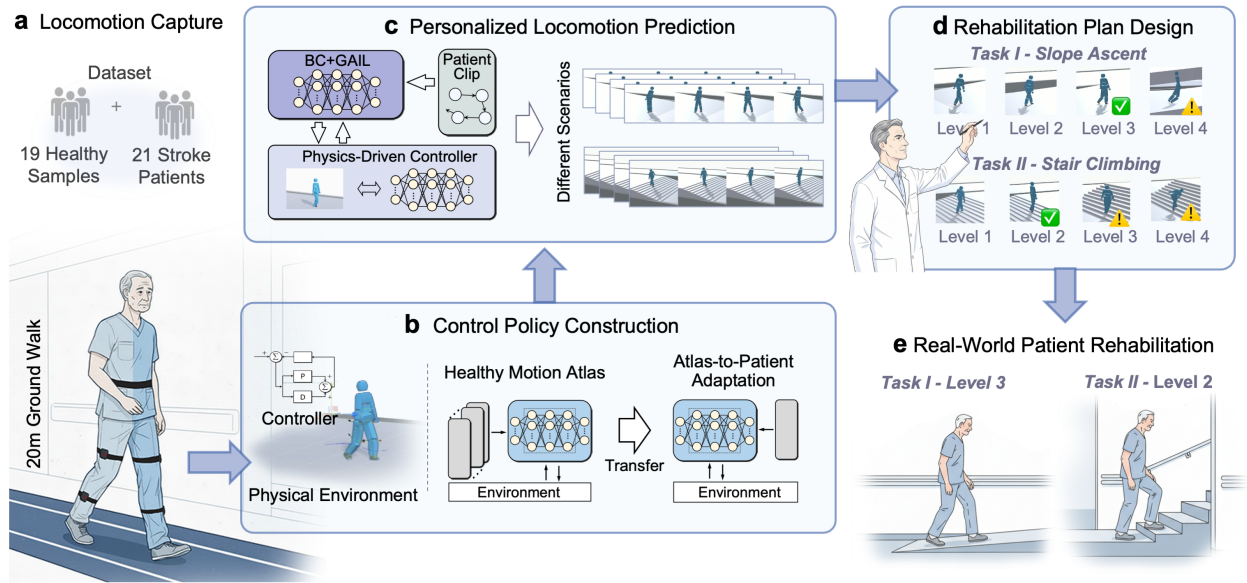 a Locomotion Capture
Dataset
+
19 Healthy
Samples
21 Stroke
Patients
20m Ground Walk
b Control Policy Construction
+
Σ
−
P
D
+
Σ
+
Controller
Physical Environment
Healthy Motion Atlas
Environment
Transfer
Atlas-to-Patient
Adaptation
Environment
c Personalized Locomotion Prediction
BC+GAIL
Patient
Clip
Physics-Driven Controller
Different Scenarios
d Rehabilitation Plan Design
Task I - Slope Ascent
Level 1
Level 2
Level 3
Level 4
Task II - Stair Climbing
Level 1
Level 2
Level 3
Level 4
e Real-World Patient Rehabilitation
Task I - Level 3
Task II - Level 2